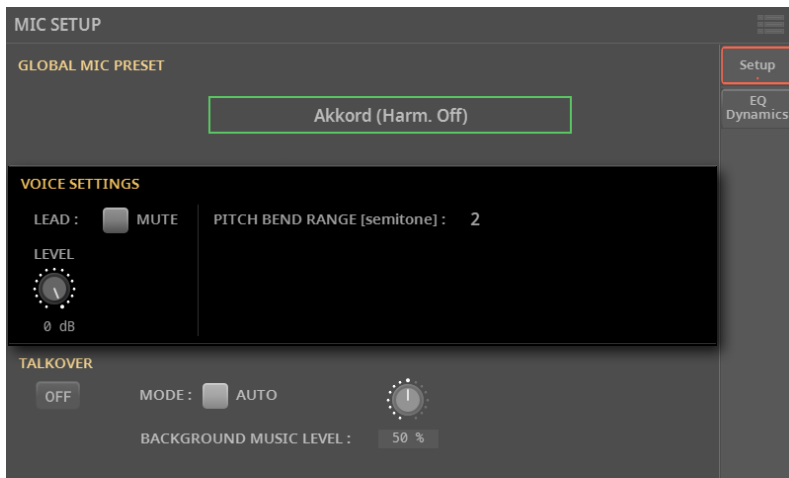 MIC SETUP
GLOBAL MIC PRESET
Setup
Akkord (Harm. Off)
EQ
Dynamics
VOICE SETTINGS
LEAD : MUTE PITCH BEND RANGE [semitone] : 2
LEVEL
0 dB
TALKOVER
OFF MODE : AUTO
BACKGROUND MUSIC LEVEL : 50 %